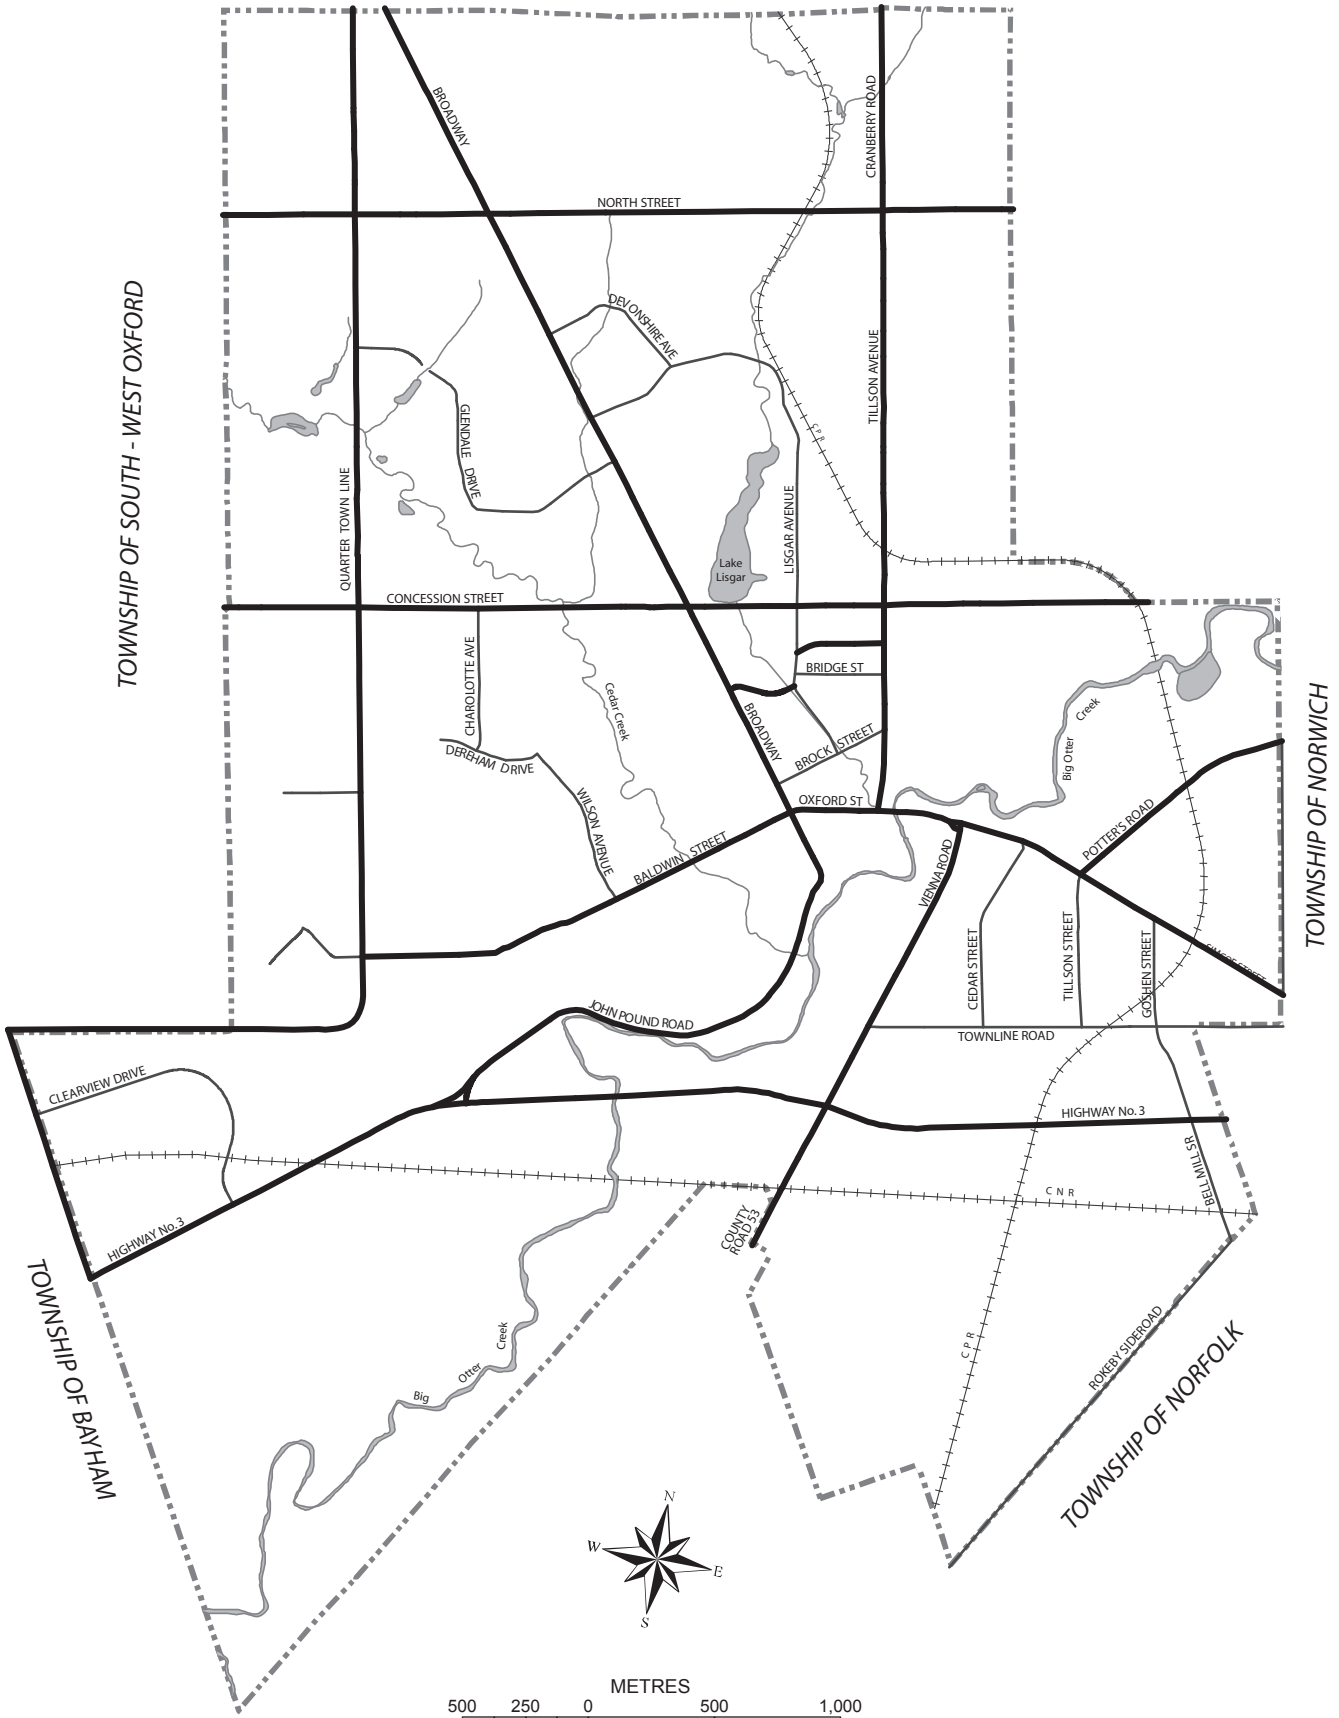 BROADWAY
CRANBERRY ROAD
NORTH STREET
TOWNSHIP OF SOUTH - WEST OXFORD
DEVONSHIRE AVE
TILLSON AVENUE
GLENDALE DRIVE
CPR
QUARTER TOWN LINE
LISGAR AVENUE
Lake
Lisgar
CONCESSION STREET
CHAROLOTTE AVE
BRIDGE ST
Cedar Creek
Big Otter Creek
TOWNSHIP OF NORWICH
BROADWAY
BROCK STREET
DEREHAM DRIVE
OXFORD ST
WILSON AVENUE
POTTER'S ROAD
BALDWIN STREET
VIENNA ROAD
CEDAR STREET
TILLSON STREET
GOSHEN STREET
SIMCOE STREET
JOHN POUND ROAD
TOWNLINE ROAD
CLEARVIEW DRIVE
HIGHWAY No. 3
BELL MILL SR
CNR
COUNTY
ROAD 53
HIGHWAY No. 3
TOWNSHIP OF BAYHAM
Big Otter Creek
CPR
ROKEBY SIDEROAD
TOWNSHIP OF NORFOLK
N
W
E
S
METRES
500 250 0 500 1,000